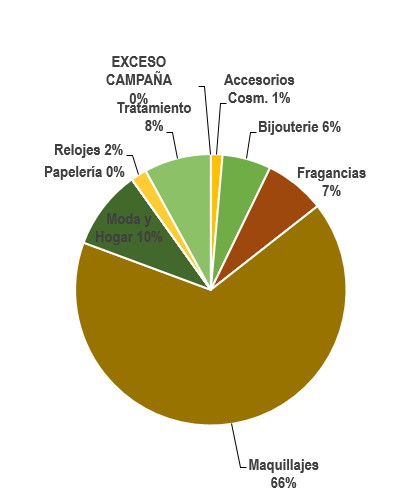 EXCESO
CAMPAÑA
0%
Accesorios
Cosm. 1%
Tratamiento
8%
Bijouterie 6%
Relojes 2%
Papelería 0%
Fragancias
7%
Moda y
Hogar 10%
Maquillajes
66%